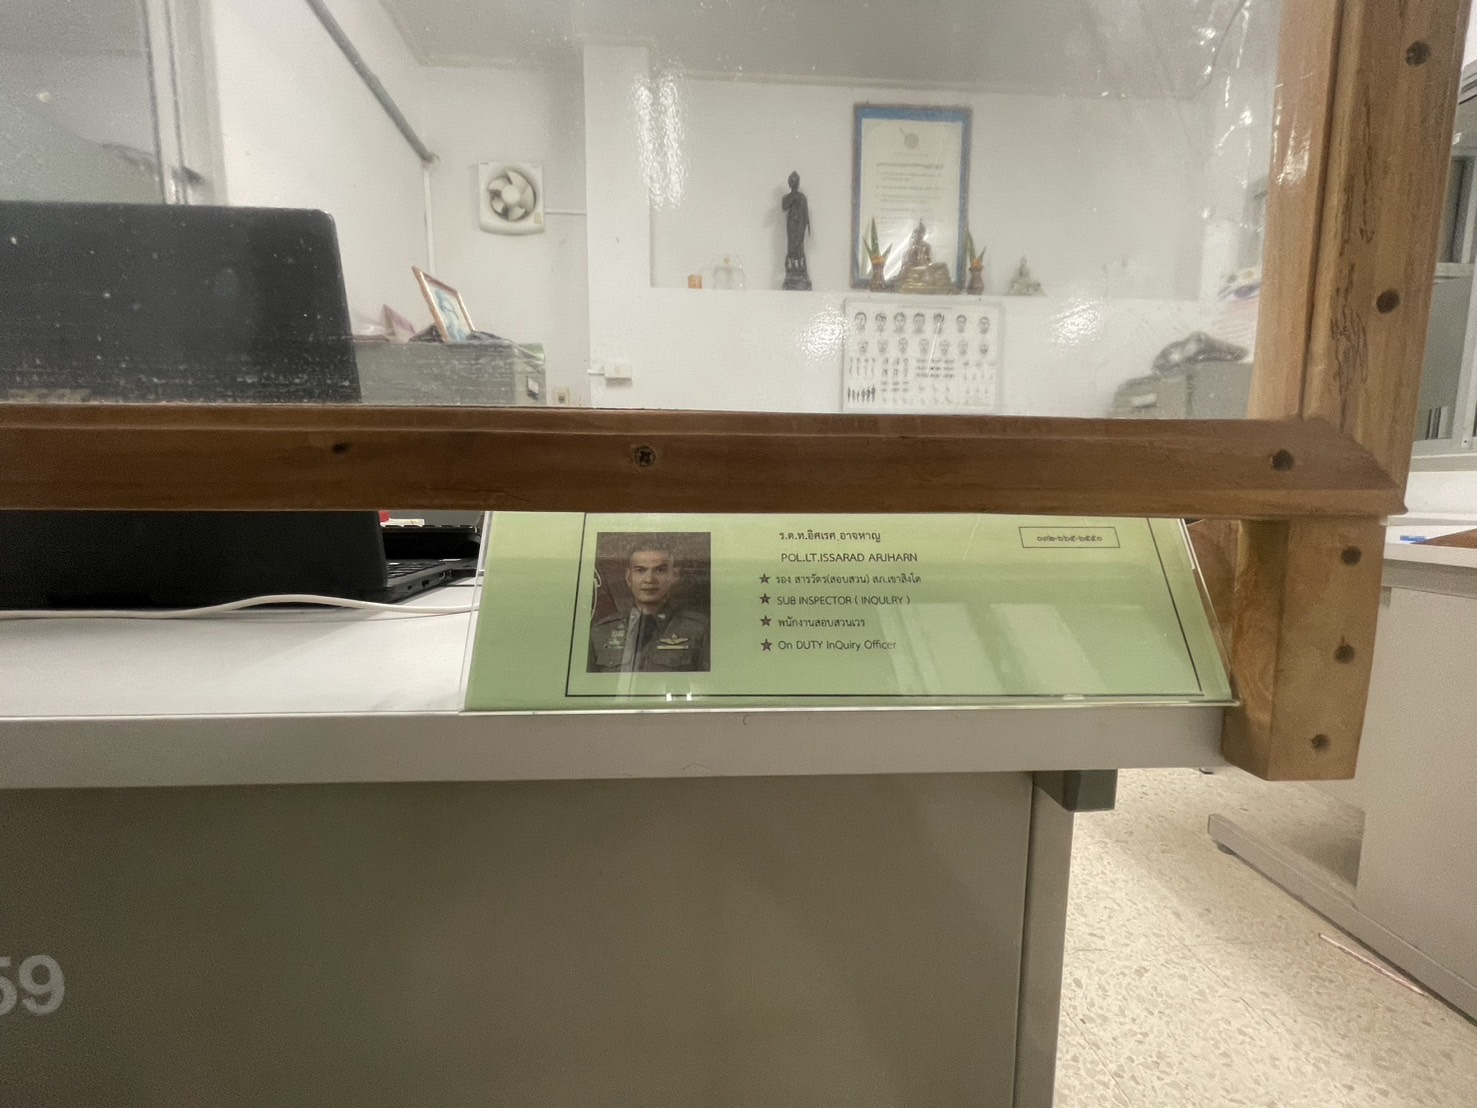 ร.ต.ท.อิศเรศ อาจหาญ
POL.LT.ISSARAD ARJHARN
★ รอง สารวัตร(สอบสวน) สภ.เขาสิงโต
★ SUB INSPECTOR ( INQULRY )
★ พนักงานสอบสวนเวร
★ On DUTY InQuiry Officer
59